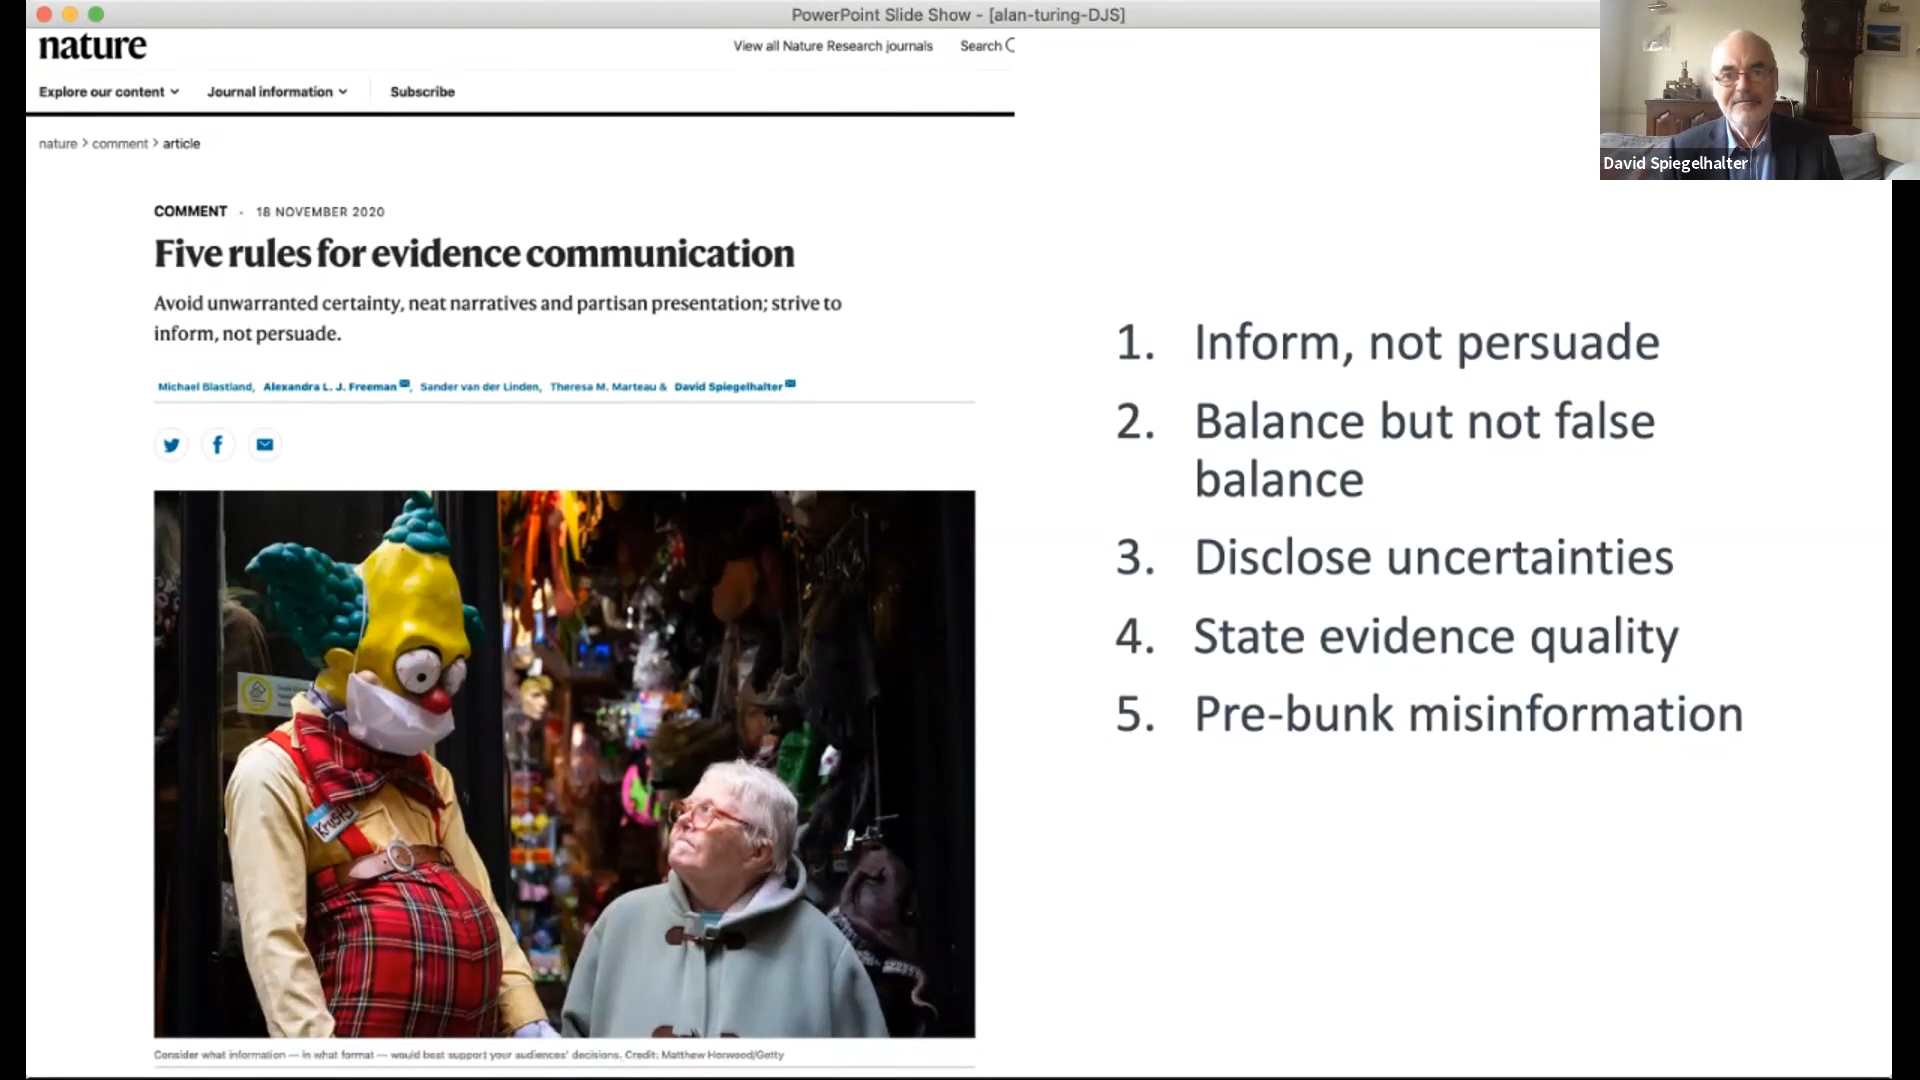 PowerPoint Slide Show - [alan-turing-DJS]
nature
View all Nature Research journals
Search
Explore our content
Journal information
Subscribe
nature > comment > article
COMMENT · 18 NOVEMBER 2020
Five rules for evidence communication
Avoid unwarranted certainty, neat narratives and partisan presentation; strive to
inform, not persuade.
Michael Blastland, Alexandra L. J. Freeman, Sander van der Linden, Theresa M. Marteau & David Spiegelhalter
Krusty
Consider what information — in what format — would best support your audiences' decisions. Credit: Matthew Horwood/Getty
1. Inform, not persuade
2. Balance but not false
balance
3. Disclose uncertainties
4. State evidence quality
5. Pre-bunk misinformation
David Spiegelhalter